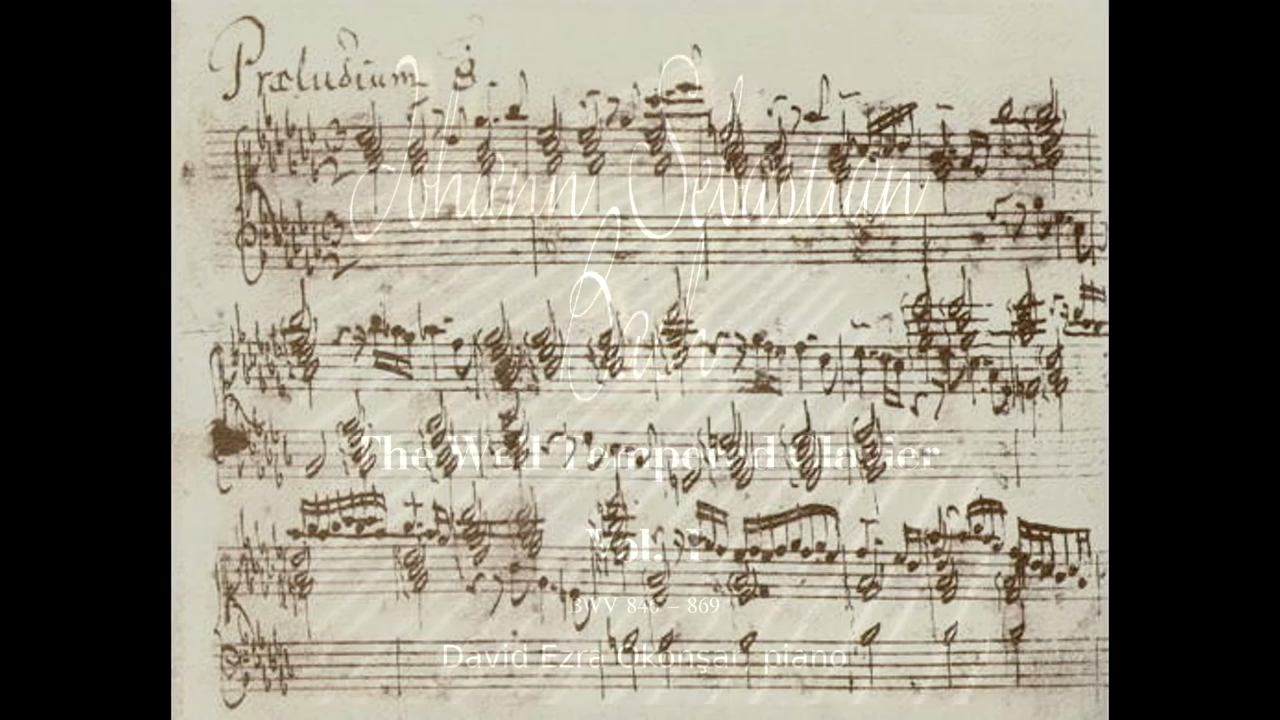 Præludium 8.
Johann Sebastian
Bach
The Well Tempered Clavier
Vol. I
BWV 846 – 869
David Ezra Okonşar, piano